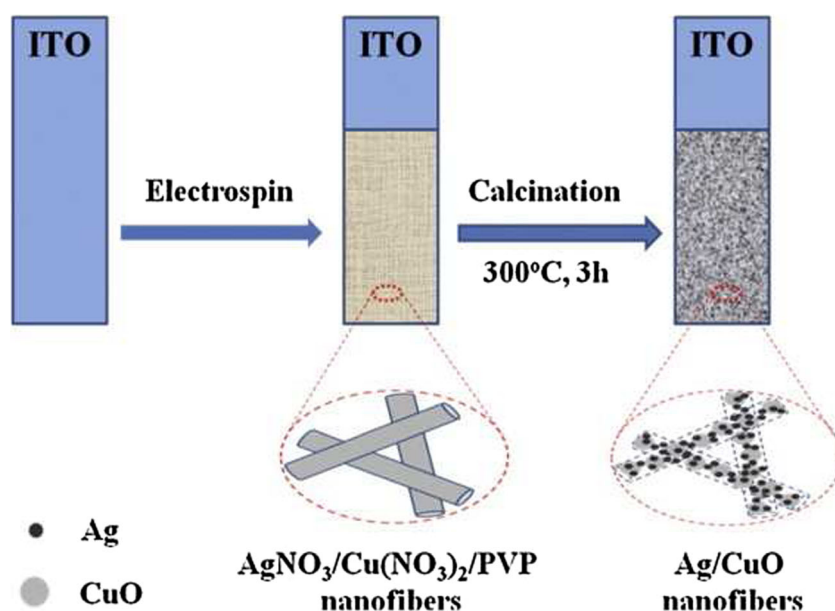 ITO
ITO
ITO
Electrospin
Calcination
300°C, 3h
Ag
CuO
AgNO₃/Cu(NO₃)₂/PVP
nanofibers
Ag/CuO
nanofibers